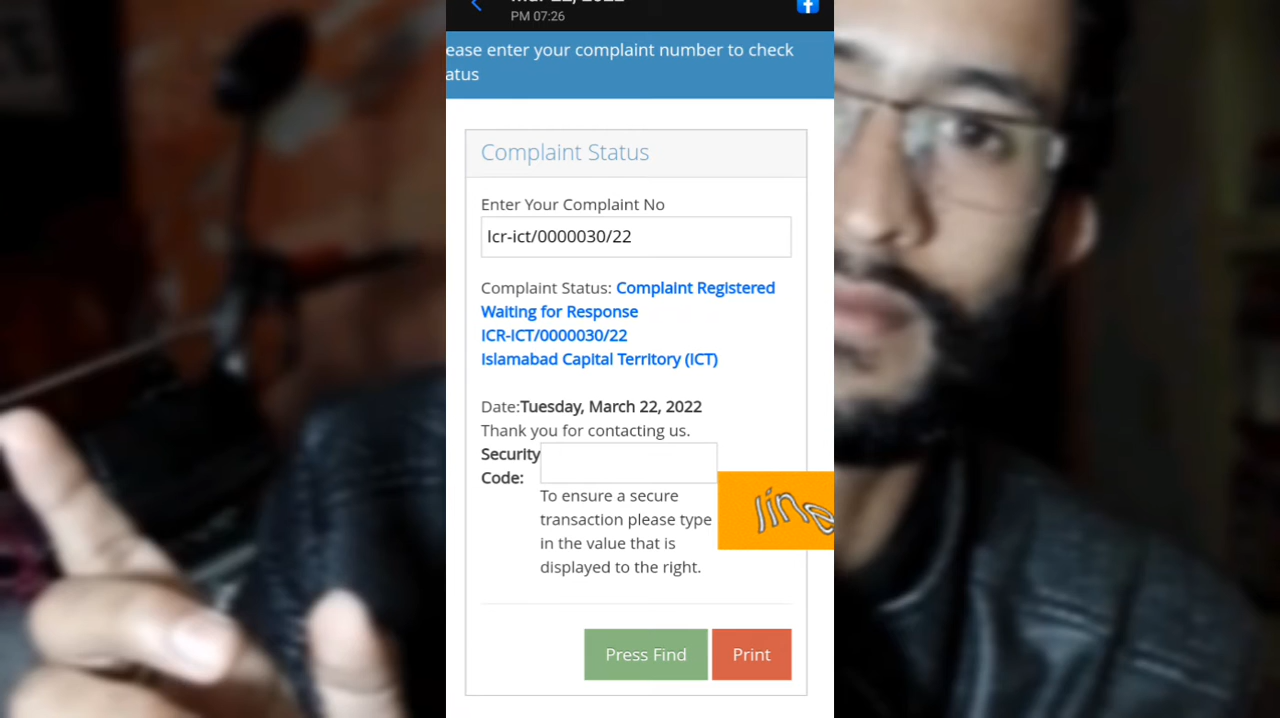 PM 07:26
ease enter your complaint number to check
atus
Complaint Status
Enter Your Complaint No
Icr-ict/0000030/22
Complaint Status: Complaint Registered
Waiting for Response
ICR-ICT/0000030/22
Islamabad Capital Territory (ICT)
Date:Tuesday, March 22, 2022
Thank you for contacting us.
Security
Code:
To ensure a secure
transaction please type
in the value that is
displayed to the right.
Press Find
Print